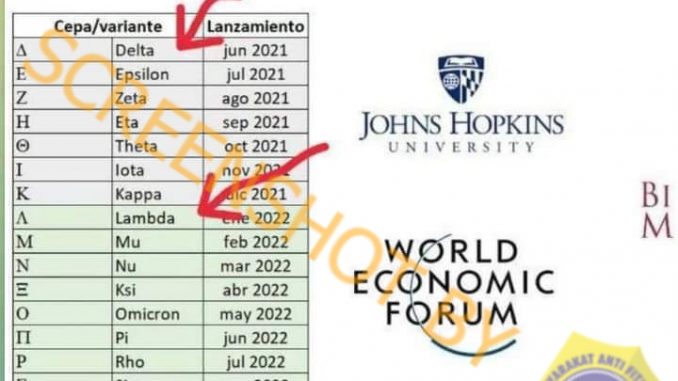 Cepa/variante Lanzamiento
Δ Delta jun 2021
E Epsilon jul 2021
Z Zeta ago 2021
H Eta sep 2021
Θ Theta oct 2021
I Iota nov 2021
K Kappa dic 2021
Λ Lambda ene 2022
M Mu feb 2022
N Nu mar 2022
Ξ Ksi abr 2022
O Omicron may 2022
Π Pi jun 2022
P Rho jul 2022
JOHNS HOPKINS
UNIVERSITY
WORLD
ECONOMIC
FORUM
BI
M
SCREENSHOT BY
ARAKAT ANTI FIT